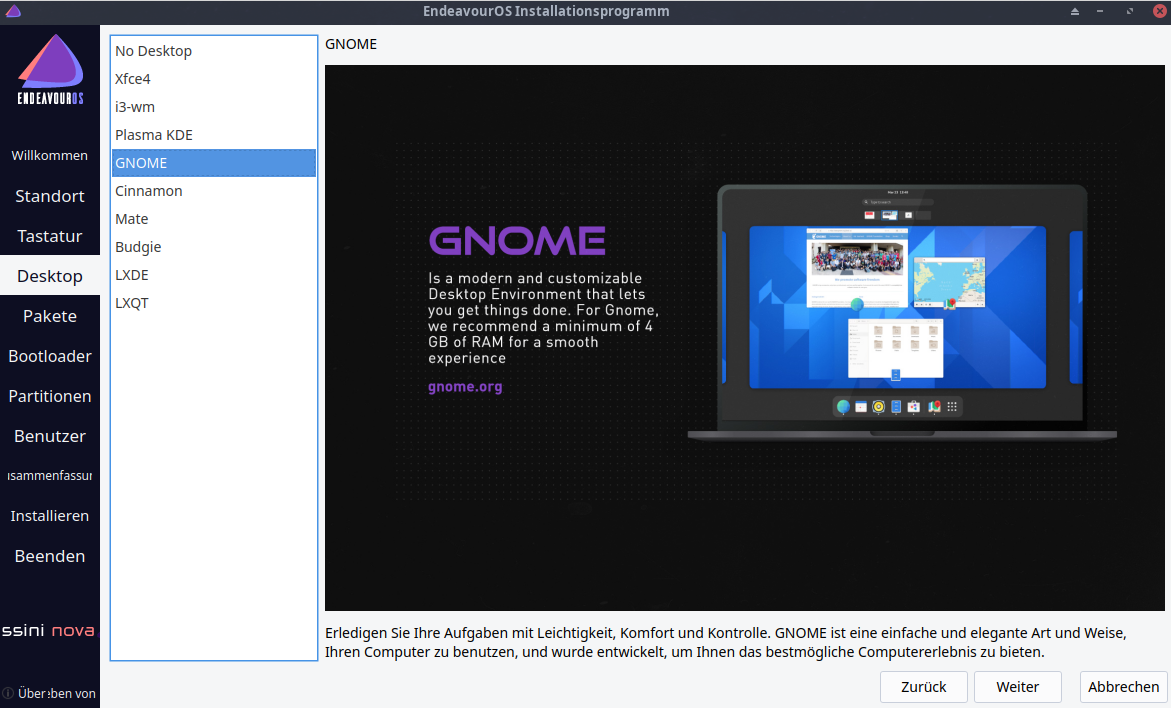 EndeavourOS Installationsprogramm
ENDEAVOUROS
Willkommen
Standort
Tastatur
Desktop
Pakete
Bootloader
Partitionen
Benutzer
usammenfassun
Installieren
Beenden
ssini nova
Über
eben von
No Desktop
Xfce4
i3-wm
Plasma KDE
GNOME
Cinnamon
Mate
Budgie
LXDE
LXQT
GNOME
GNOME
Is a modern and customizable
Desktop Environment that lets
you get things done. For Gnome,
we recommend a minimum of 4
GB of RAM for a smooth
experience
gnome.org
Erledigen Sie Ihre Aufgaben mit Leichtigkeit, Komfort und Kontrolle. GNOME ist eine einfache und elegante Art und Weise,
Ihren Computer zu benutzen, und wurde entwickelt, um Ihnen das bestmögliche Computererlebnis zu bieten.
Zurück
Weiter
Abbrechen